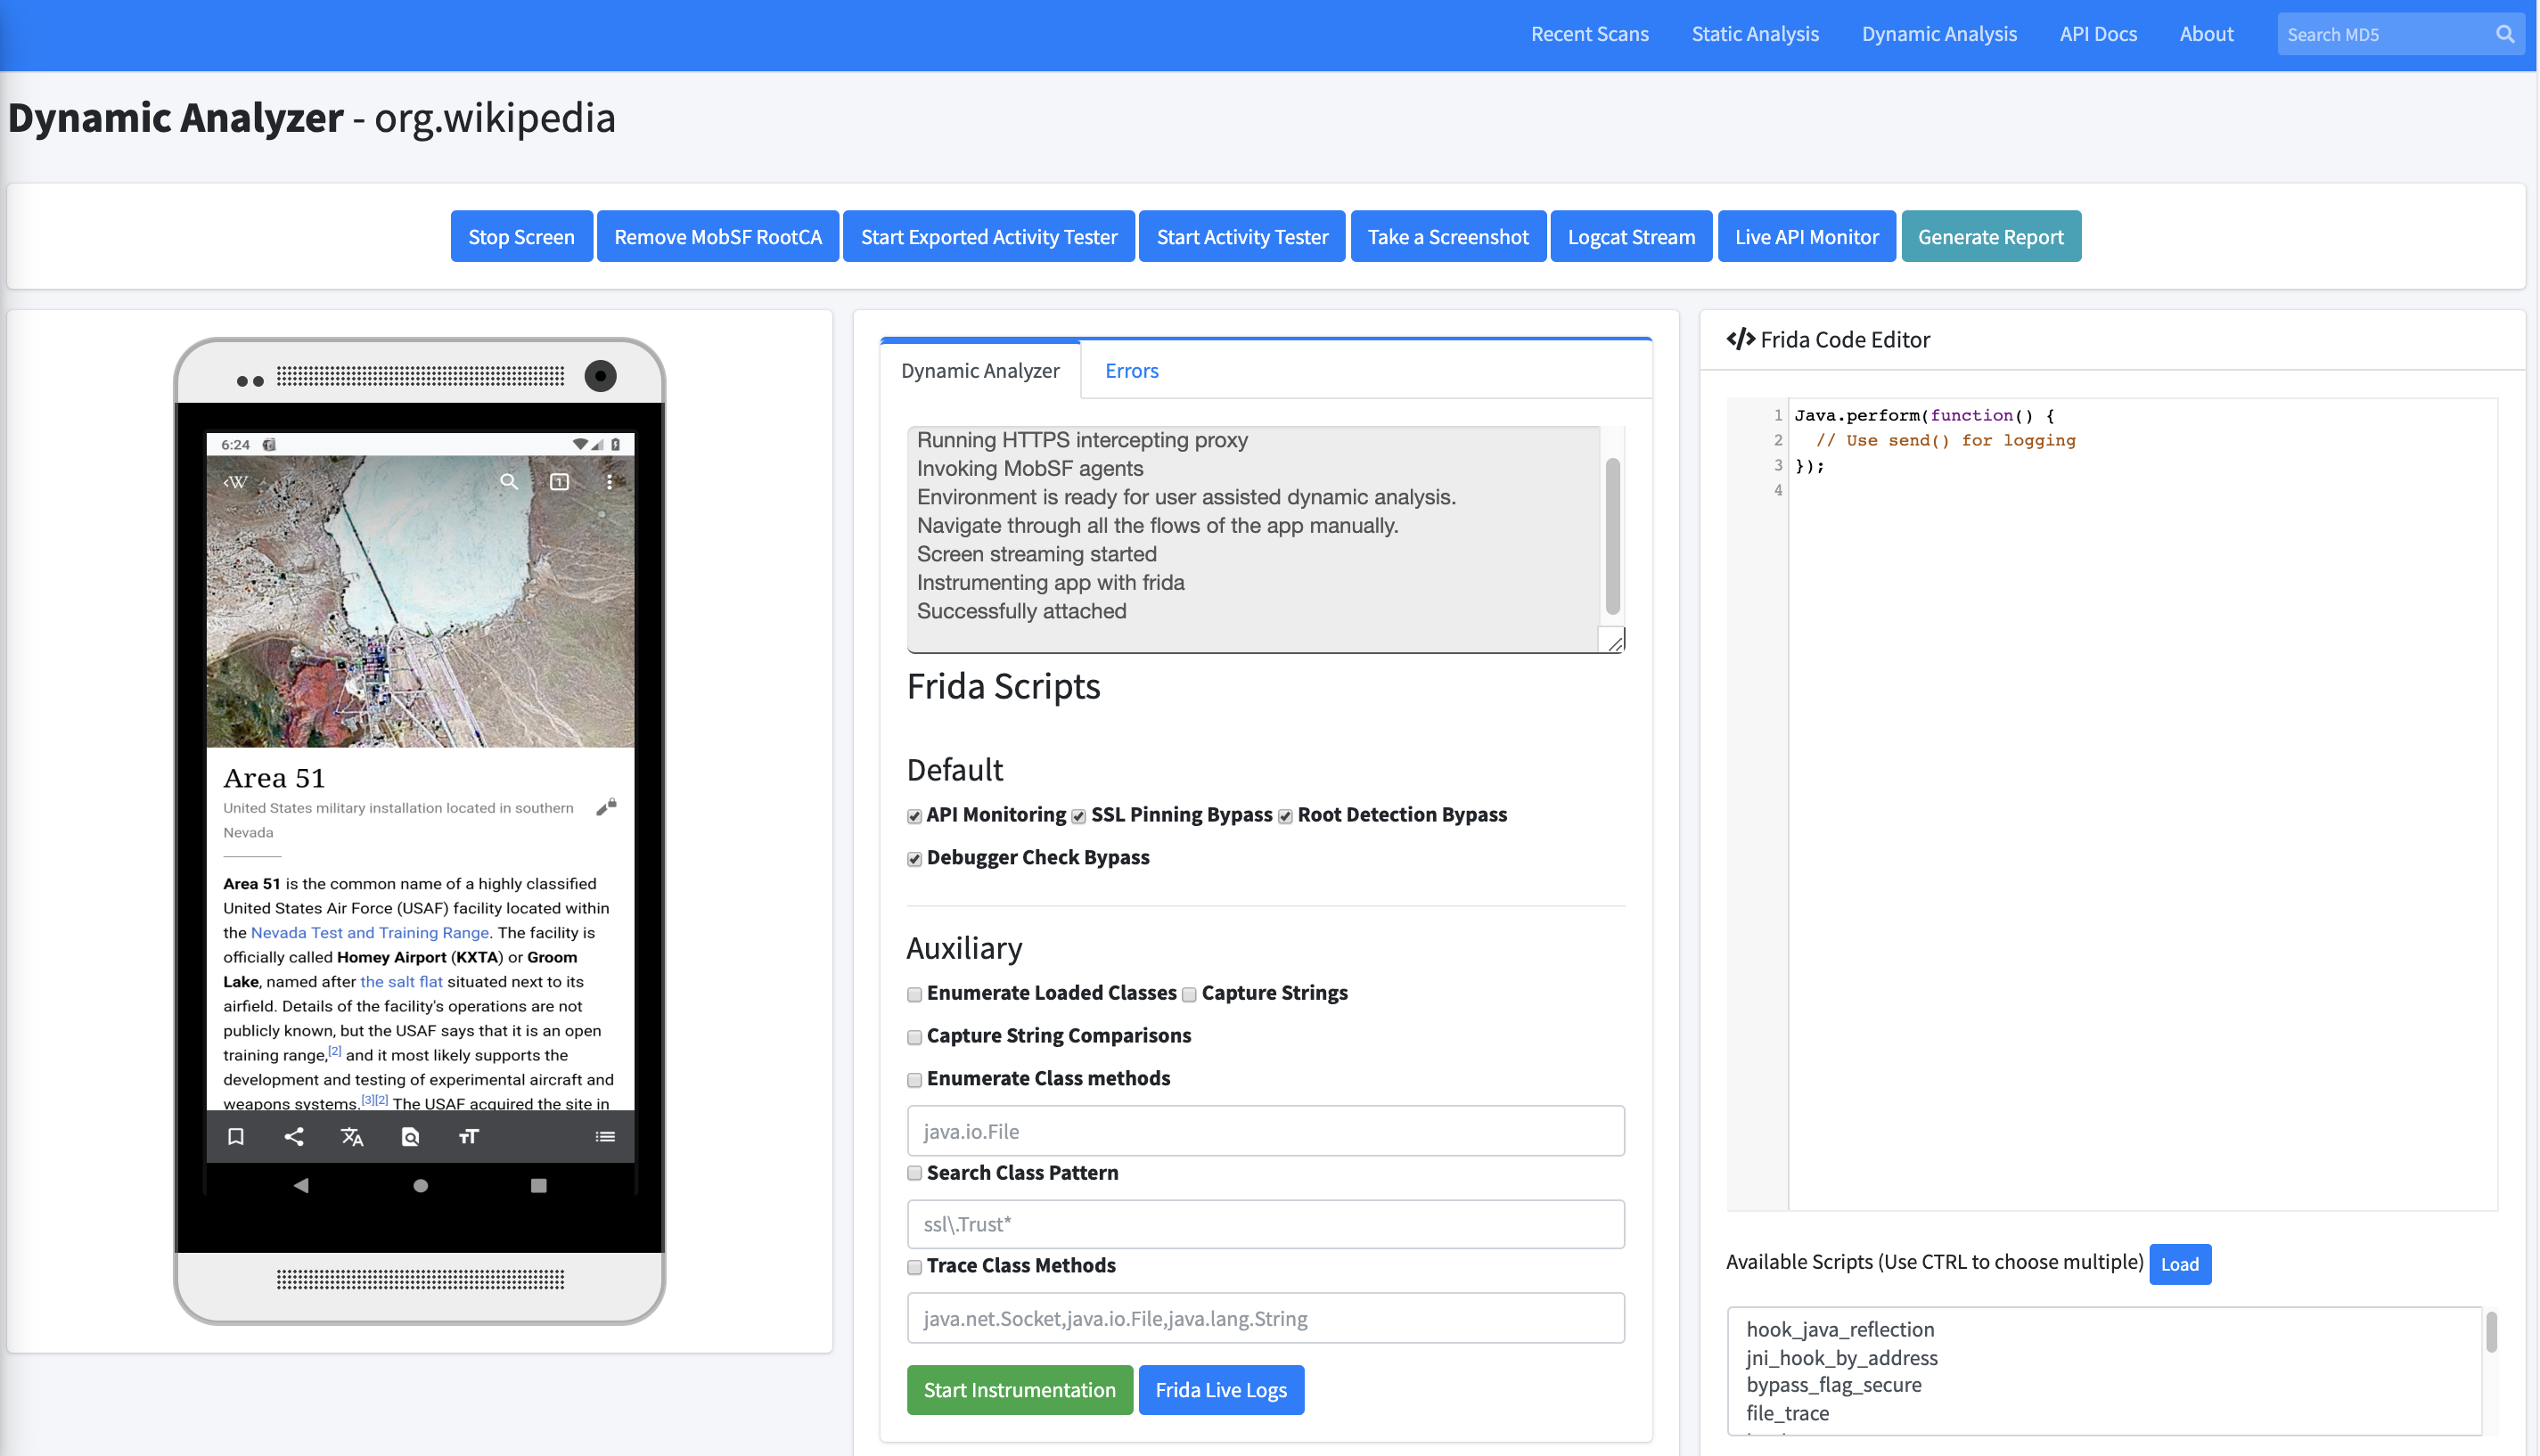 Recent Scans Static Analysis Dynamic Analysis API Docs About Search MD5
Dynamic Analyzer - org.wikipedia
Stop Screen Remove MobSF RootCA Start Exported Activity Tester Start Activity Tester Take a Screenshot Logcat Stream Live API Monitor Generate Report
6:24
‹W
1
Area 51
United States military installation located in southern
Nevada
Area 51 is the common name of a highly classified
United States Air Force (USAF) facility located within
the Nevada Test and Training Range. The facility is
officially called Homey Airport (KXTA) or Groom
Lake, named after the salt flat situated next to its
airfield. Details of the facility's operations are not
publicly known, but the USAF says that it is an open
training range,[2] and it most likely supports the
development and testing of experimental aircraft and
weapons systems.[3][2] The USAF acquired the site in
Dynamic Analyzer Errors
Running HTTPS intercepting proxy
Invoking MobSF agents
Environment is ready for user assisted dynamic analysis.
Navigate through all the flows of the app manually.
Screen streaming started
Instrumenting app with frida
Successfully attached
Frida Scripts
Default
API Monitoring SSL Pinning Bypass Root Detection Bypass
Debugger Check Bypass
Auxiliary
Enumerate Loaded Classes Capture Strings
Capture String Comparisons
Enumerate Class methods
java.io.File
Search Class Pattern
ssl\.Trust*
Trace Class Methods
java.net.Socket,java.io.File,java.lang.String
Start Instrumentation Frida Live Logs
</> Frida Code Editor
1 Java.perform(function() {
2 // Use send() for logging
3 });
4
Available Scripts (Use CTRL to choose multiple) Load
hook_java_reflection
jni_hook_by_address
bypass_flag_secure
file_trace